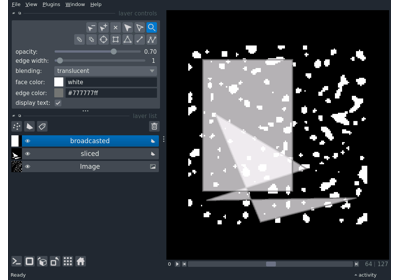 File View Plugins Window Help
layer controls
opacity: 0.70
edge width: 1
blending: translucent
face color: white
edge color: #777777ff
display text:
layer list
broadcasted
sliced
Image
64 127
Ready
activity